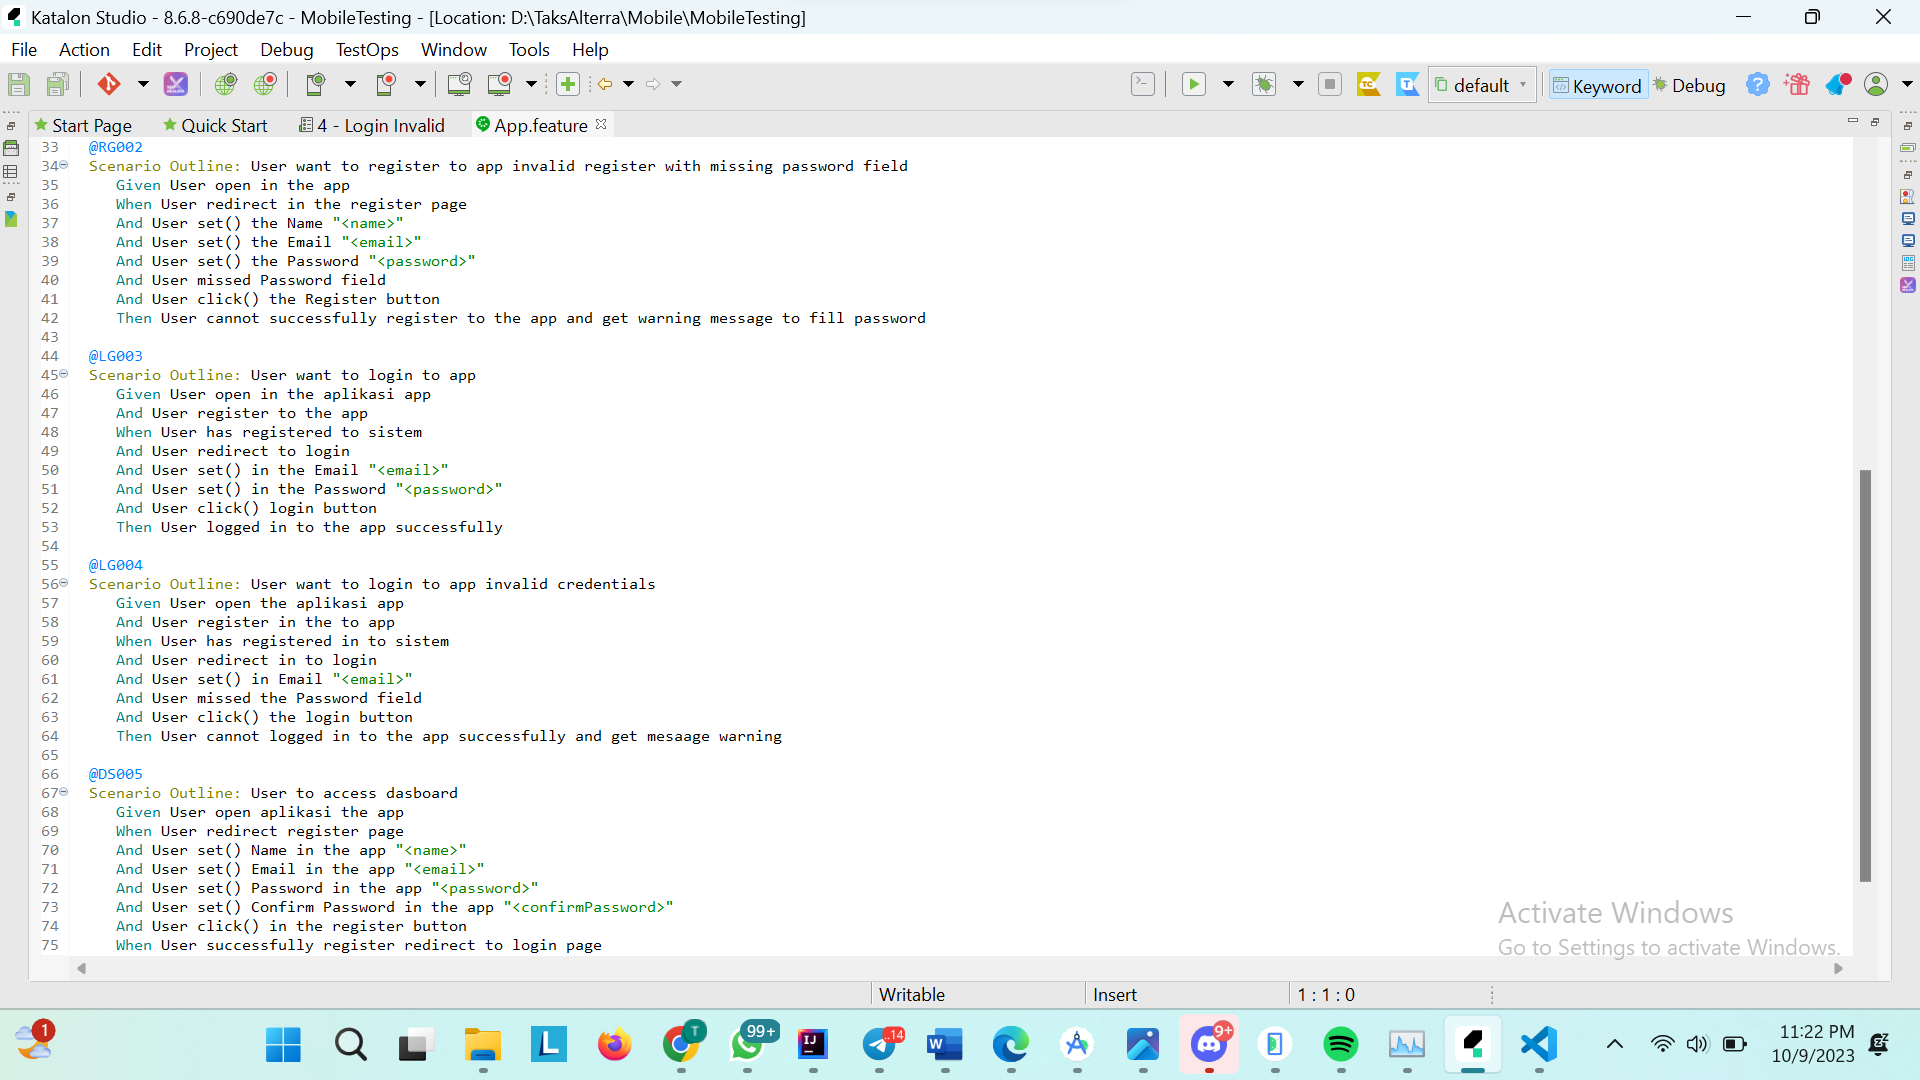 Katalon Studio - 8.6.8-c690de7c - MobileTesting - [Location: D:\TaksAlterra\Mobile\MobileTesting]
File Action Edit Project Debug TestOps Window Tools Help
default Keyword Debug
Start Page Quick Start 4 - Login Invalid App.feature
33 @RG002
34 Scenario Outline: User want to register to app invalid register with missing password field
35 Given User open in the app
36 When User redirect in the register page
37 And User set() the Name "<name>"
38 And User set() the Email "<email>"
39 And User set() the Password "<password>"
40 And User missed Password field
41 And User click() the Register button
42 Then User cannot successfully register to the app and get warning message to fill password
43
44 @LG003
45 Scenario Outline: User want to login to app
46 Given User open in the aplikasi app
47 And User register to the app
48 When User has registered to sistem
49 And User redirect to login
50 And User set() in the Email "<email>"
51 And User set() in the Password "<password>"
52 And User click() login button
53 Then User logged in to the app successfully
54
55 @LG004
56 Scenario Outline: User want to login to app invalid credentials
57 Given User open the aplikasi app
58 And User register in the to app
59 When User has registered in to sistem
60 And User redirect in to login
61 And User set() in Email "<email>"
62 And User missed the Password field
63 And User click() the login button
64 Then User cannot logged in to the app successfully and get mesaage warning
65
66 @DS005
67 Scenario Outline: User to access dasboard
68 Given User open aplikasi the app
69 When User redirect register page
70 And User set() Name in the app "<name>"
71 And User set() Email in the app "<email>"
72 And User set() Password in the app "<password>"
73 And User set() Confirm Password in the app "<confirmPassword>"
74 And User click() in the register button
75 When User successfully register redirect to login page
Activate Windows
Go to Settings to activate Windows.
Writable Insert 1 : 1 : 0
1 T 99+ ..14 9+
11:22 PM
10/9/2023